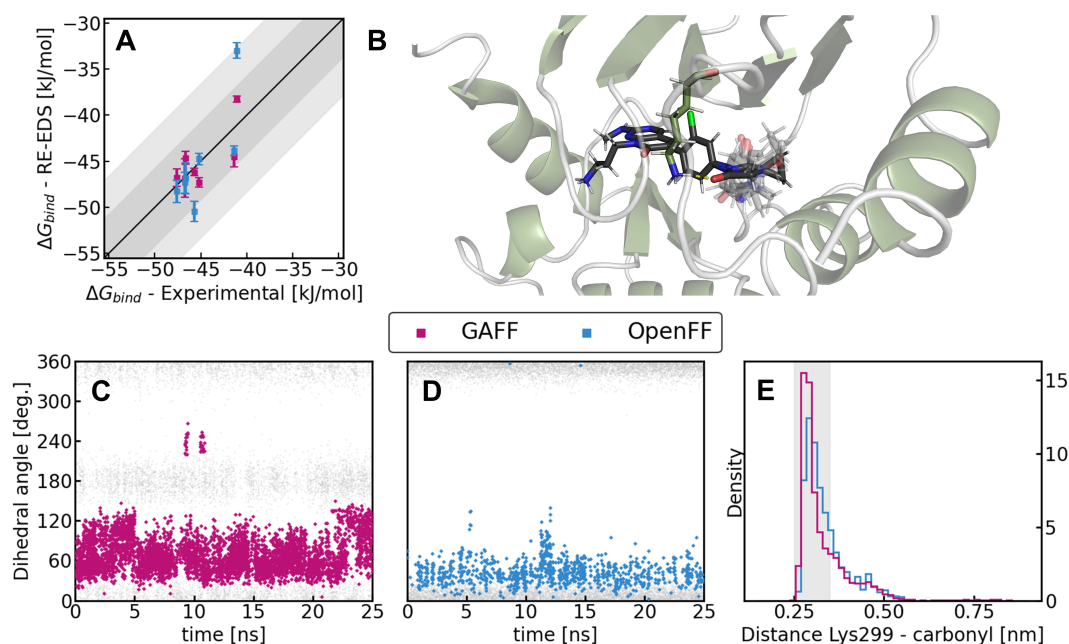 A
B
−30
−35
−40
−45
−50
−55
ΔG_bind - RE-EDS [kJ/mol]
−55 −50 −45 −40 −35 −30
ΔG_bind - Experimental [kJ/mol]
GAFF OpenFF
C
D
E
360
300
240
180
120
60
0
Dihedral angle [deg.]
0 5 10 15 20 25
time [ns]
0 5 10 15 20 25
time [ns]
Density
15
10
5
0
0.25 0.50 0.75
Distance Lys299 - carbonyl [nm]